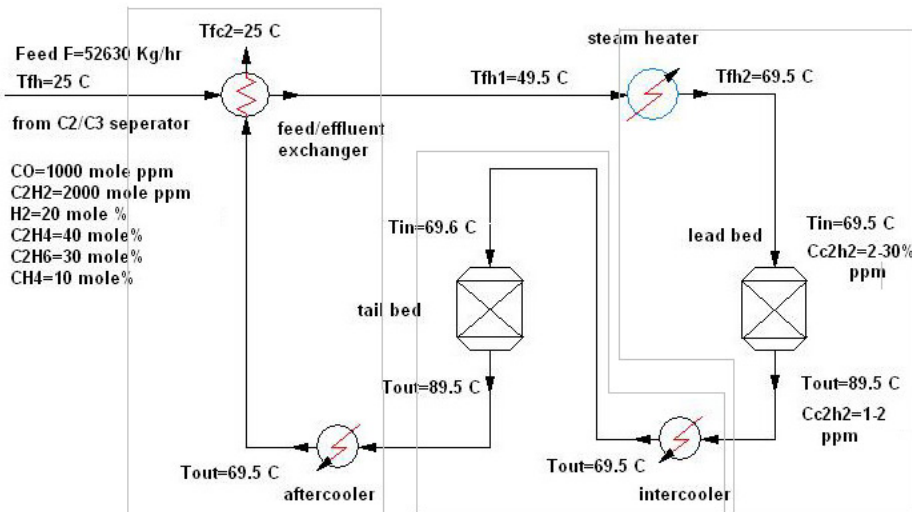 Tfc2=25 C
Feed F=52630 Kg/hr
Tfh=25 C
from C2/C3 seperator
feed/effluent
exchanger
CO=1000 mole ppm
C2H2=2000 mole ppm
H2=20 mole %
C2H4=40 mole%
C2H6=30 mole%
CH4=10 mole%
Tfh1=49.5 C
steam heater
Tfh2=69.5 C
Tin=69.6 C
tail bed
Tout=89.5 C
lead bed
Tin=69.5 C
Cc2h2=2-30%
ppm
Tout=89.5 C
Cc2h2=1-2
ppm
Tout=69.5 C
aftercooler
Tout=69.5 C
intercooler